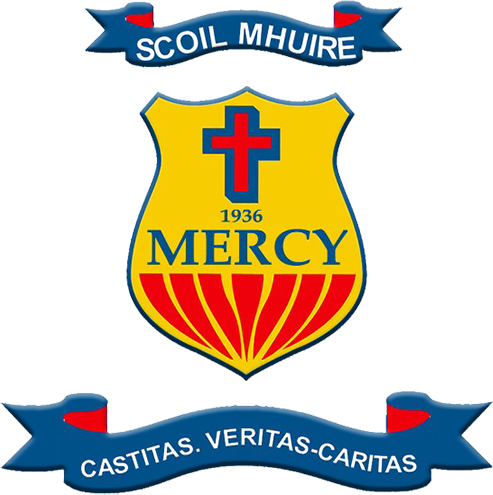 SCOIL MHUIRE
1936
MERCY
CASTITAS. VERITAS-CARITAS